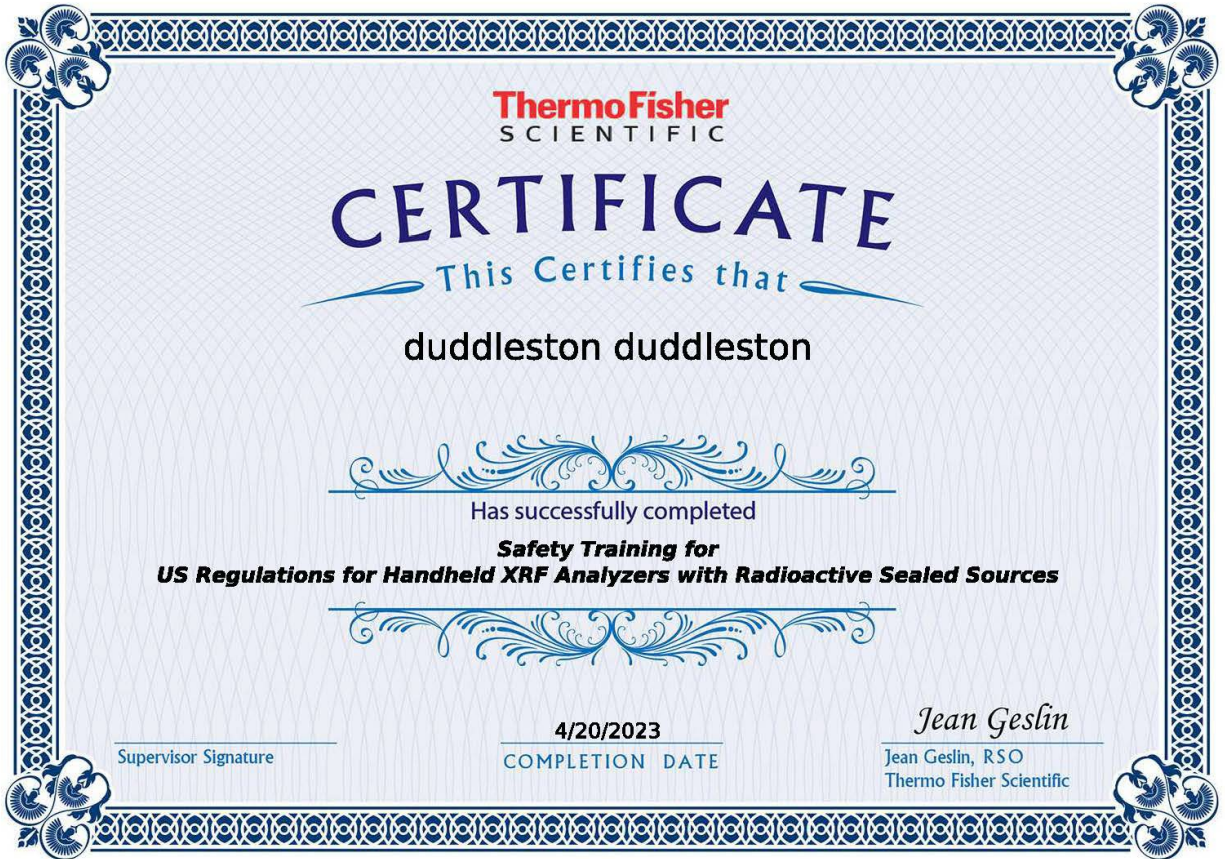 ThermoFisher
SCIENTIFIC
CERTIFICATE
This Certifies that
duddleston duddleston
Has successfully completed
Safety Training for
US Regulations for Handheld XRF Analyzers with Radioactive Sealed Sources
4/20/2023
Jean Geslin
Supervisor Signature
COMPLETION DATE
Jean Geslin, RSO
Thermo Fisher Scientific